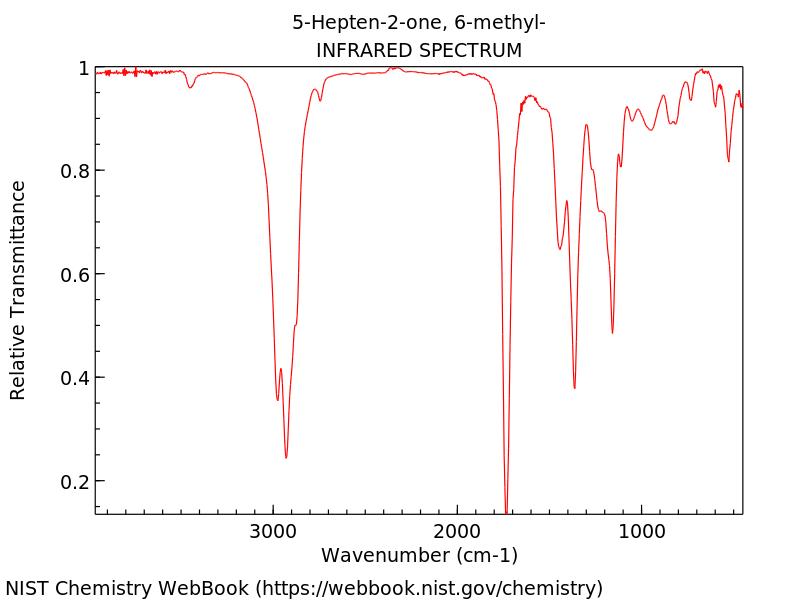 5-Hepten-2-one, 6-methyl-
INFRARED SPECTRUM
1
0.8
0.6
0.4
0.2
Relative Transmittance
3000 2000 1000
Wavenumber (cm-1)
NIST Chemistry WebBook (https://webbook.nist.gov/chemistry)